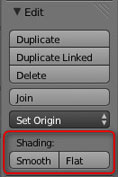 Edit
Duplicate
Duplicate Linked
Delete
Join
Set Origin
Shading:
Smooth Flat